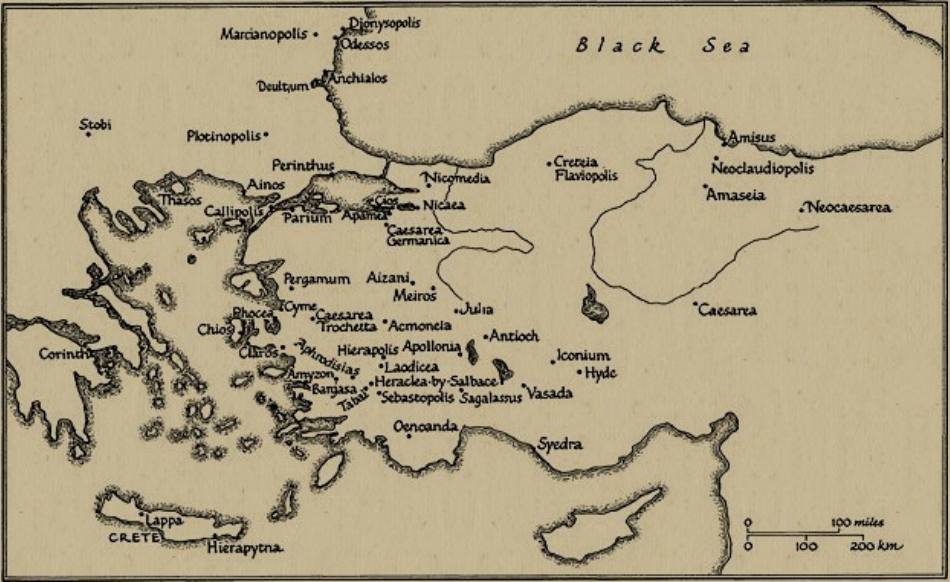 Dionysopolis
Marcianopolis
Odessos
Black Sea
Deultum
Anchialos
Stobi
Plotinopolis
Amisus
Perinthus
Creteia
Flaviopolis
Neoclaudiopolis
Nicomedia
Ainos
Thasos
Amaseia
Callipolis
Parium
Apamea
Cios
Nicaea
Neocaesarea
Caesarea
Germanica
Pergamum
Aizani
Meiros
Cyme
Phocea
Caesarea
Trochetta
Julia
Caesarea
Chios
Acmoneia
Antioch
Claros
Aphrodisias
Hierapolis
Apollonia
Corinth
Iconium
Laodicea
Hyde
Amyzon
Heraclea-by-Salbace
Bargasa
Tabai
Sebastopolis
Sagalassus
Vasada
Oenoanda
Syedra
Lappa
CRETE
Hierapytna
0 100 miles
0 100 200 km